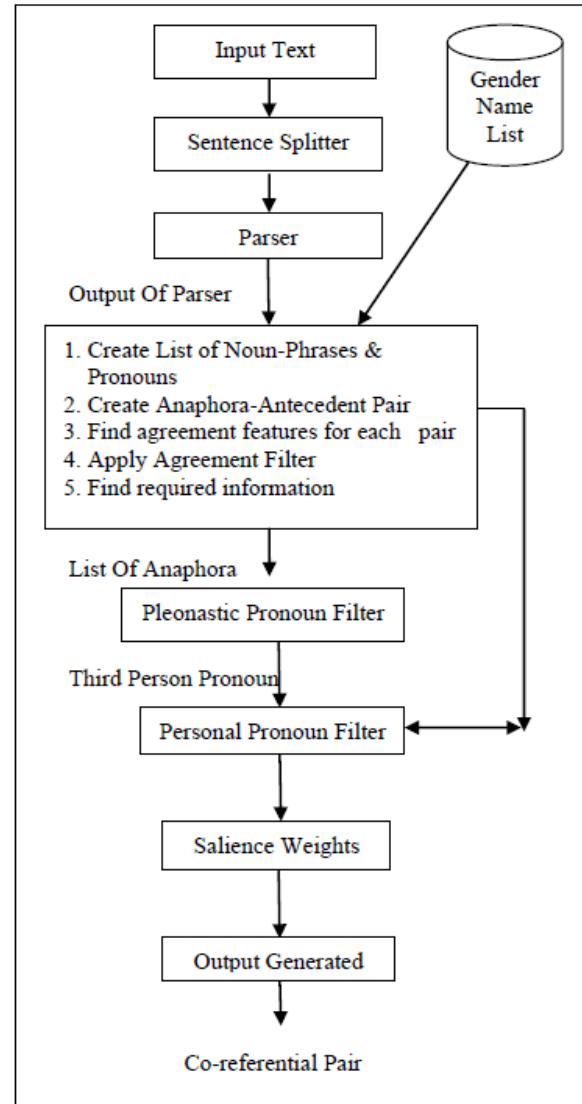 Input Text
Gender
Name
List
Sentence Splitter
Parser
Output Of Parser
1. Create List of Noun-Phrases &
Pronouns
2. Create Anaphora-Antecedent Pair
3. Find agreement features for each pair
4. Apply Agreement Filter
5. Find required information
List Of Anaphora
Pleonastic Pronoun Filter
Third Person Pronoun
Personal Pronoun Filter
Salience Weights
Output Generated
Co-referential Pair